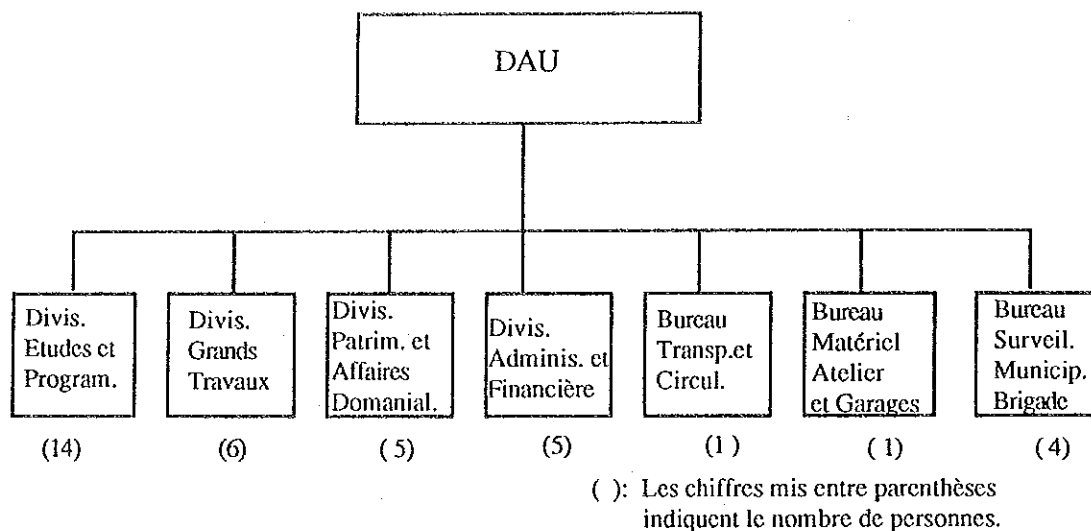 DAU
Divis.
Etudes et
Program.
Divis.
Grands
Travaux
Divis.
Patrim. et
Affaires
Domanial.
Divis.
Adminis. et
Financière
Bureau
Transp.et
Circul.
Bureau
Matériel
Atelier
et Garages
Bureau
Surveil.
Municip.
Brigade
(14) (6) ( 5) (5) (1 ) ( 1) ( 4)
( ): Les chiffres mis entre parenthèses
indiquent le nombre de personnes.